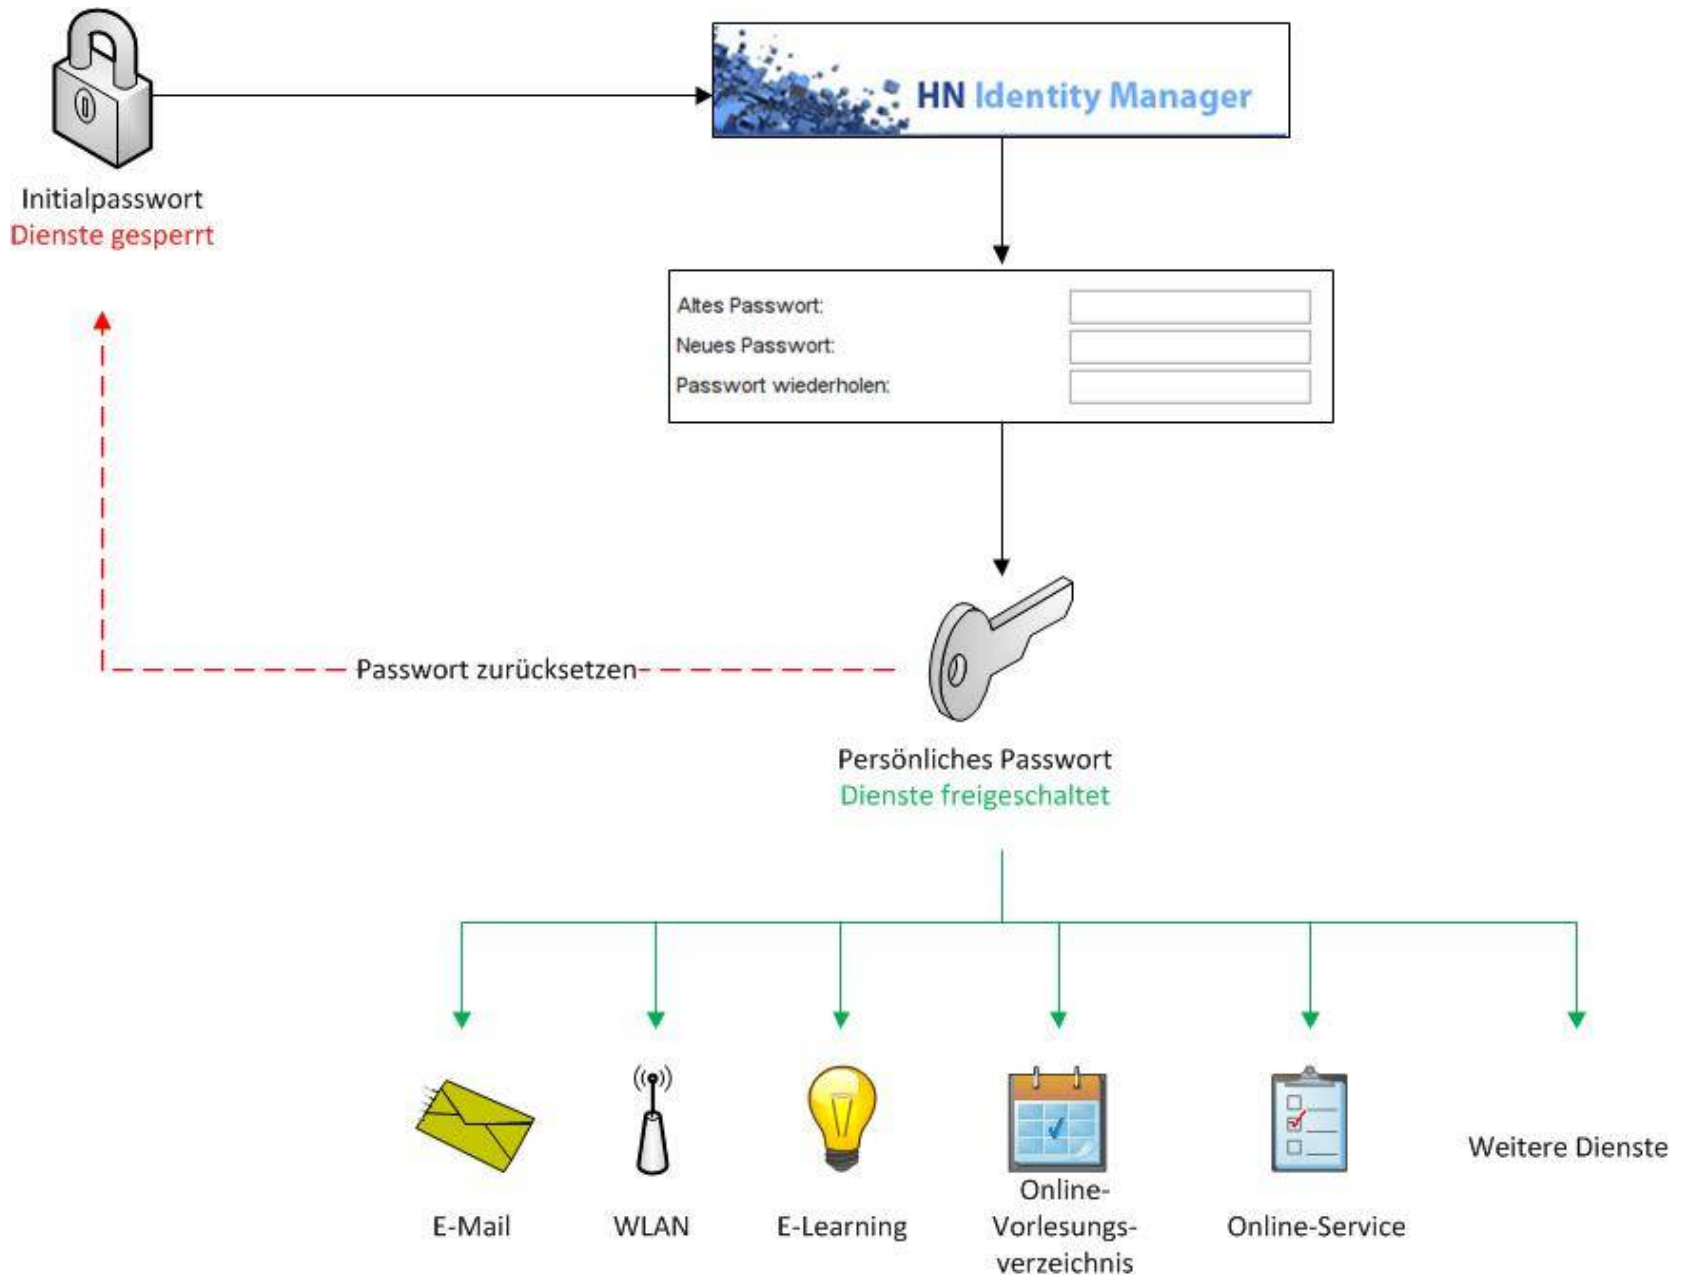 HN Identity Manager
Initialpasswort
Dienste gesperrt
Altes Passwort:
Neues Passwort:
Passwort wiederholen:
Passwort zurücksetzen
Persönliches Passwort
Dienste freigeschaltet
E-Mail
WLAN
E-Learning
Online-
Vorlesungs-
verzeichnis
Online-Service
Weitere Dienste